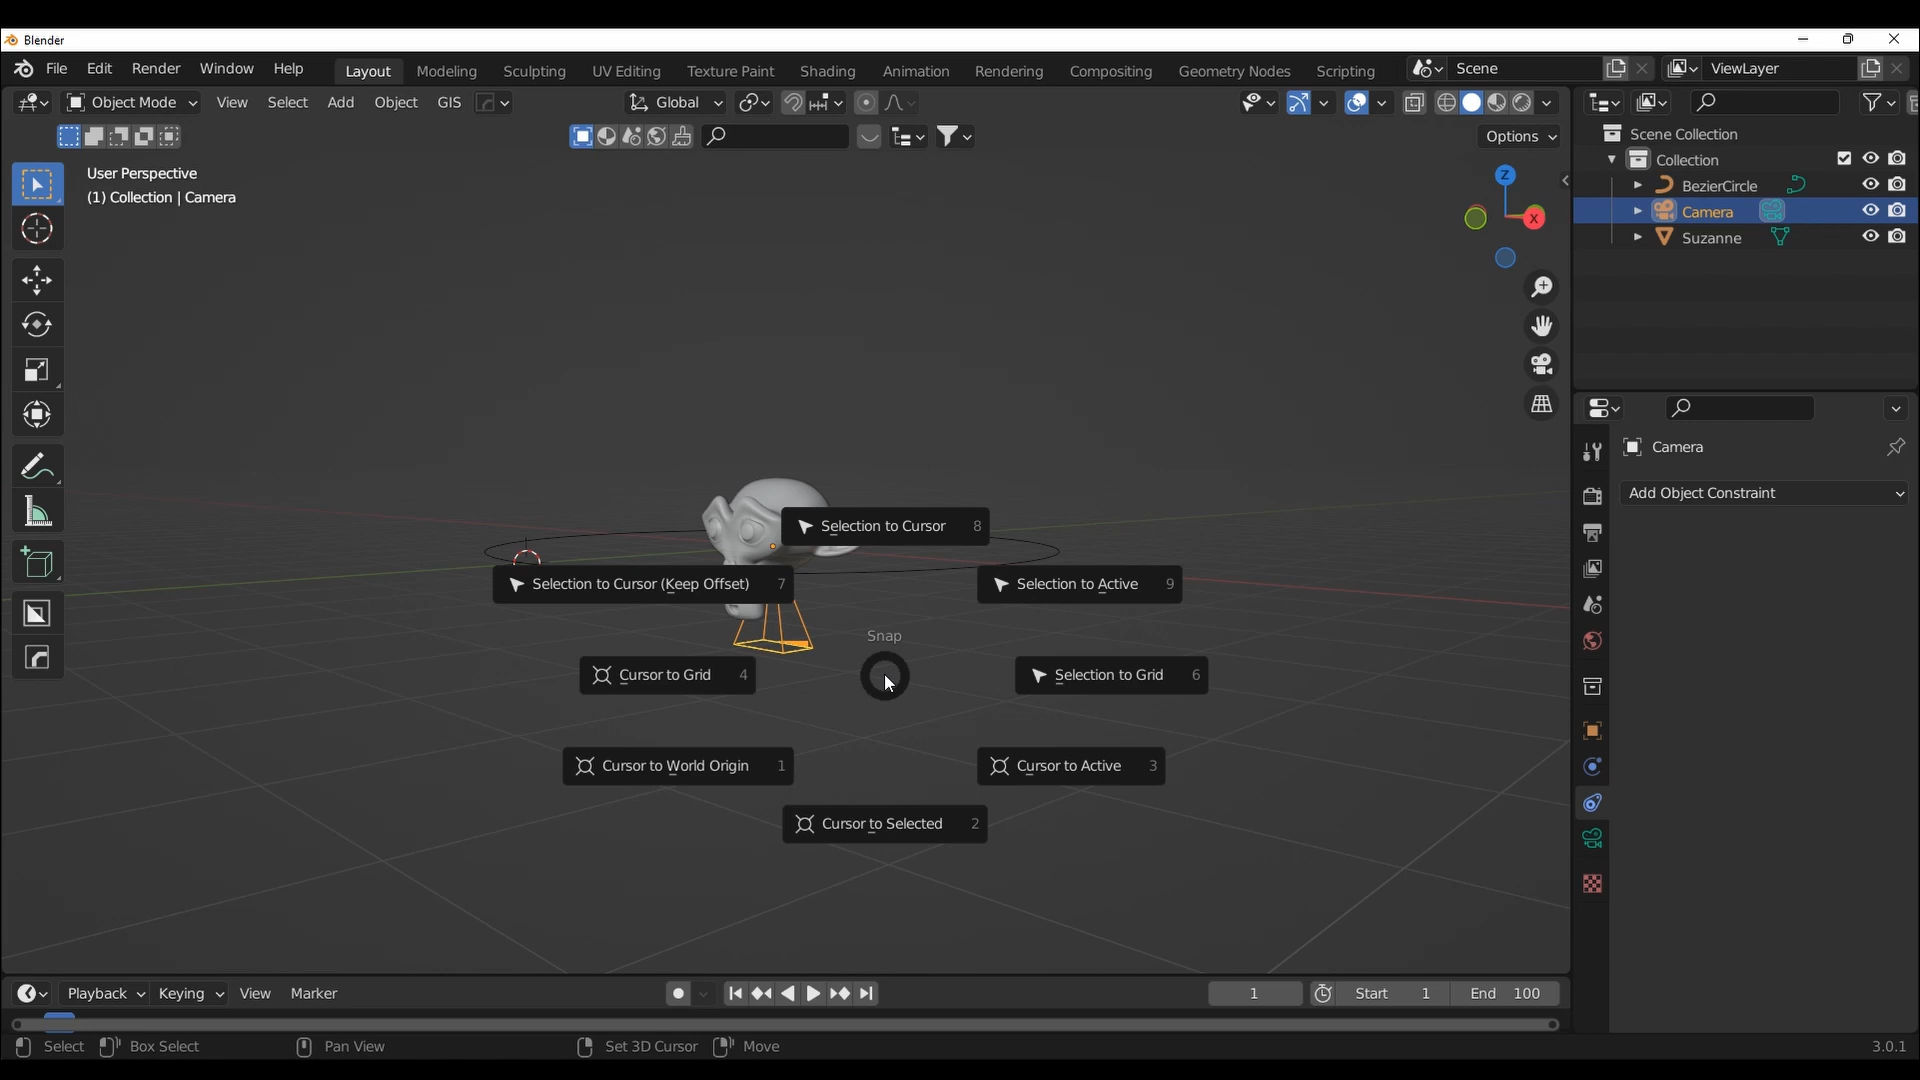 Blender
File Edit Render Window Help Layout Modeling Sculpting UV Editing Texture Paint Shading Animation Rendering Compositing Geometry Nodes Scripting Scene ViewLayer
Object Mode View Select Add Object GIS Global
Options
User Perspective
(1) Collection | Camera
Z
X
Scene Collection
Collection
BezierCircle
Camera
Suzanne
Camera
Add Object Constraint
Selection to Cursor 8
Selection to Cursor (Keep Offset) 7
Selection to Active 9
Snap
Cursor to Grid 4
Selection to Grid 6
Cursor to World Origin 1
Cursor to Active 3
Cursor to Selected 2
Playback Keying View Marker 1 Start 1 End 100
Select Box Select Pan View Set 3D Cursor Move 3.0.1